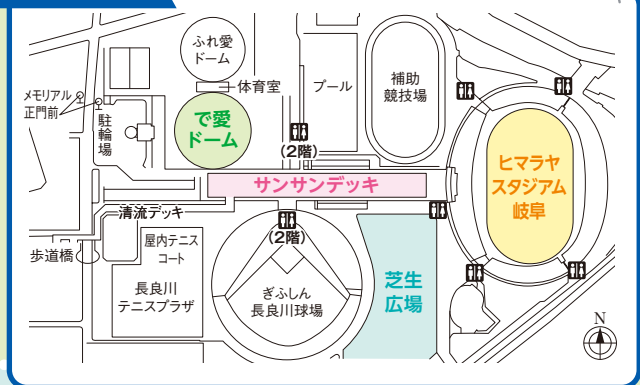 ふれ愛
ドーム
体育室
プール
補助
競技場
メモリアル
正門前
駐
輪
場
で愛
ドーム
(2階)
サンサンデッキ
ヒマラヤ
スタジアム
岐阜
清流デッキ
(2階)
歩道橋
屋内テニス
コート
長良川
テニスプラザ
ぎふしん
長良川球場
芝生
広場
N